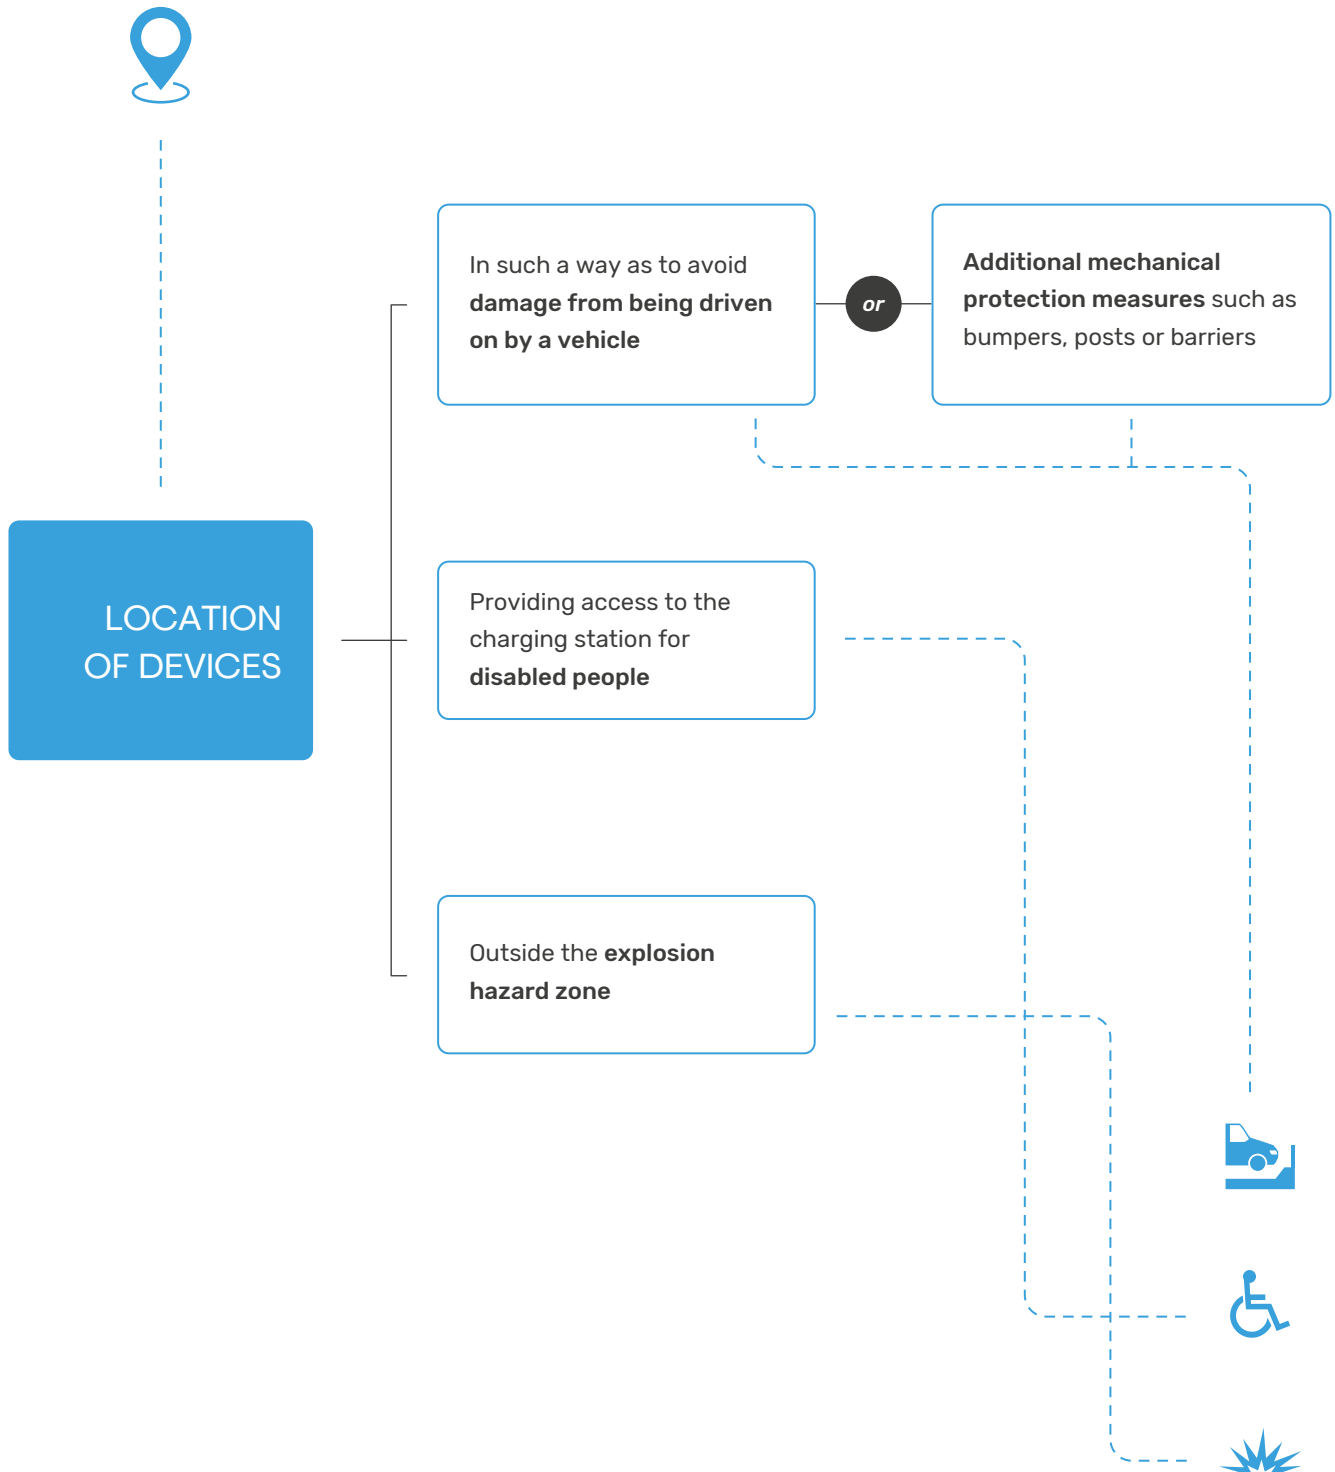 In such a way as to avoid
damage from being driven
on by a vehicle
or
Additional mechanical
protection measures such as
bumpers, posts or barriers
LOCATION
OF DEVICES
Providing access to the
charging station for
disabled people
Outside the explosion
hazard zone